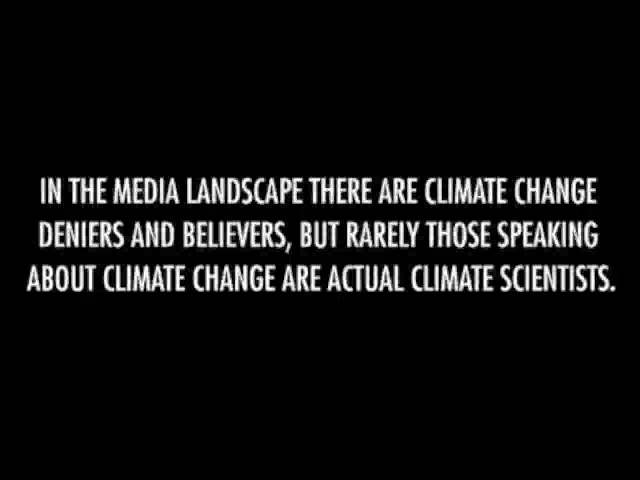 IN THE MEDIA LANDSCAPE THERE ARE CLIMATE CHANGE
DENIERS AND BELIEVERS, BUT RARELY THOSE SPEAKING
ABOUT CLIMATE CHANGE ARE ACTUAL CLIMATE SCIENTISTS.